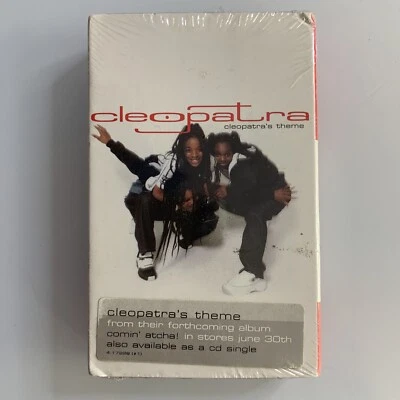 cleopatra
cleopatra's theme
cleopatra's theme
from their forthcoming album
comin' atcha! in stores june 30th
also available as a cd single